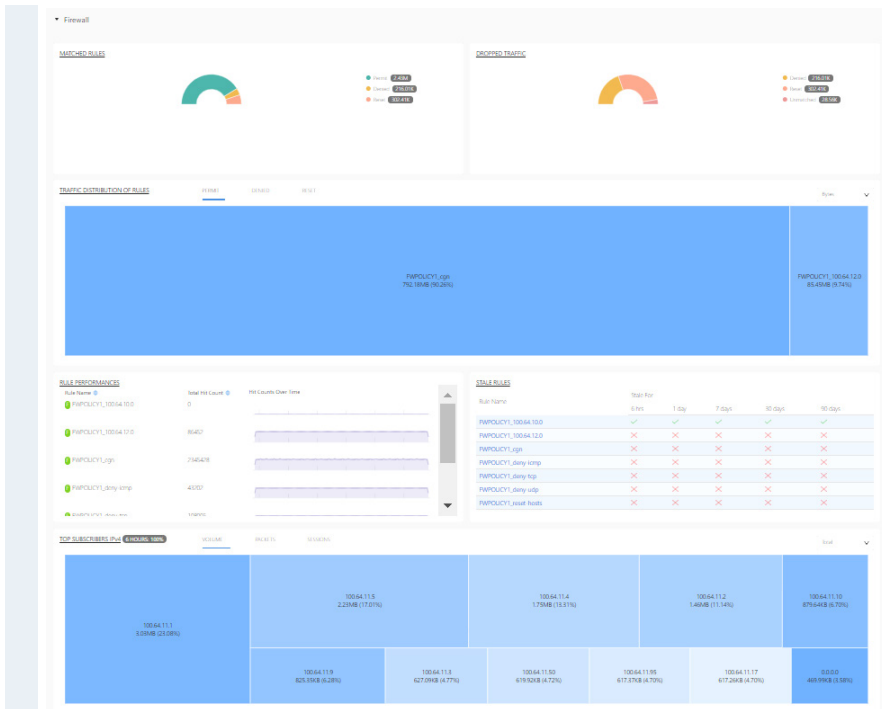 Firewall
MATCHED RULES
Permit 2.43M
Denied 216.01K
Reset 302.41K
DROPPED TRAFFIC
Denied 216.01K
Reset 302.41K
TRAFFIC DISTRIBUTION OF RULES
PERMIT DENIED RESET
Bytes
FWPOLICY1_cgn
792.18MB (90.26%)
FWPOLICY1_100.64.12.0
85.45MB (9.74%)
RULE PERFORMANCES
Rule Name Total Hit Count Hit Counts Over Time
FWPOLICY1_100.64.10.0 0
FWPOLICY1_100.64.12.0
FWPOLICY1_cgn
FWPOLICY1_deny-icmp
STALE RULES
Rule Name
Stale For
6 hrs 1 day 7 days 30 days 90 days
FWPOLICY1_100.64.10.0
FWPOLICY1_100.64.12.0
FWPOLICY1_cgn
FWPOLICY1_deny-icmp
FWPOLICY1_deny-tcp
FWPOLICY1_deny-udp
FWPOLICY1_reset-hosts
TOP SUBSCRIBERS IPv4 6 HOURS, 100%
VOLUME PACKETS SESSIONS
Total
100.64.11.1
3.03MB (23.08%)
100.64.11.5
2.23MB (17.01%)
100.64.11.4
1.75MB (13.31%)
100.64.11.2
1.46MB (11.14%)
100.64.11.10
879.64KB (6.70%)
100.64.11.9
825.35KB (6.28%)
100.64.11.3
627.09KB (4.77%)
100.64.11.50
619.92KB (4.72%)
100.64.11.95
617.37KB (4.70%)
100.64.11.17
617.26KB (4.70%)
0.0.0.0
469.99KB (3.58%)